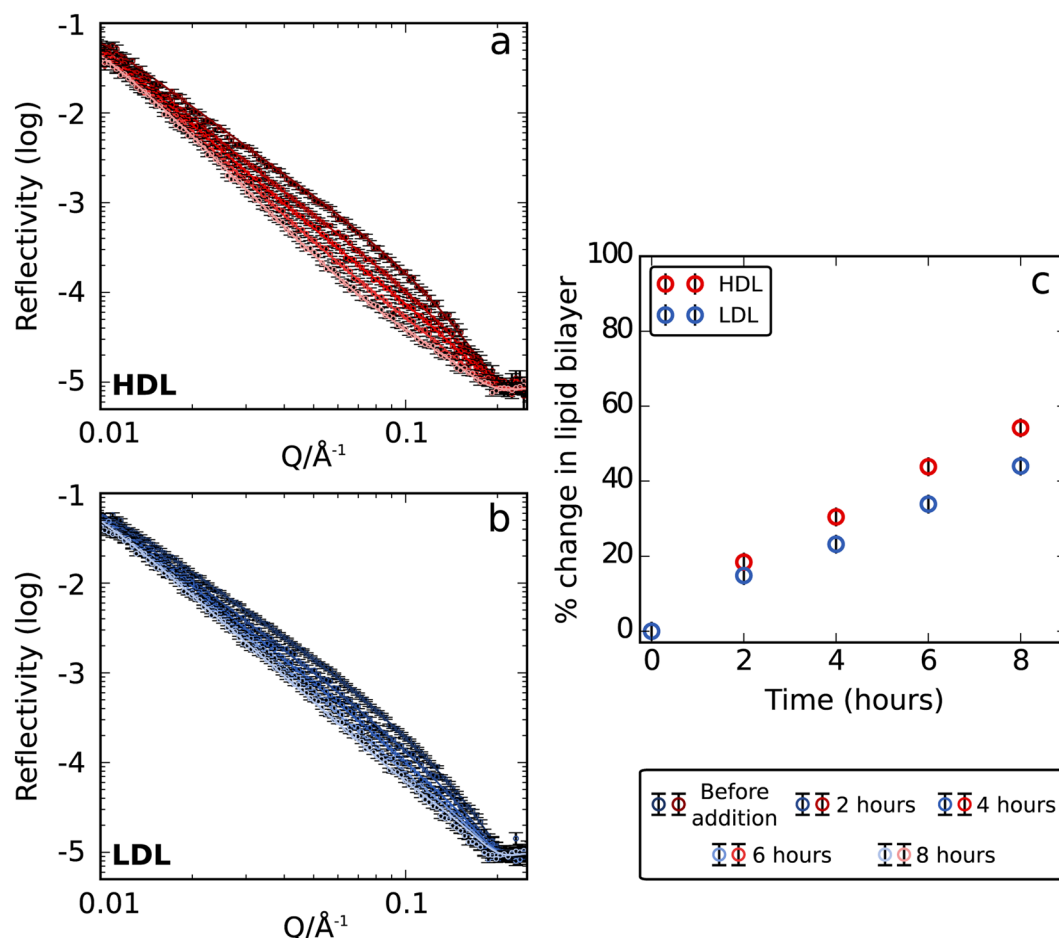 a
-1
-2
-3
-4
-5
Reflectivity (log)
HDL
0.01
0.1
Q/Å⁻¹
b
-1
-2
-3
-4
-5
Reflectivity (log)
LDL
0.01
0.1
Q/Å⁻¹
c
HDL
LDL
100
80
60
40
20
0
% change in lipid bilayer
0 2 4 6 8
Time (hours)
Before
addition
2 hours
4 hours
6 hours
8 hours